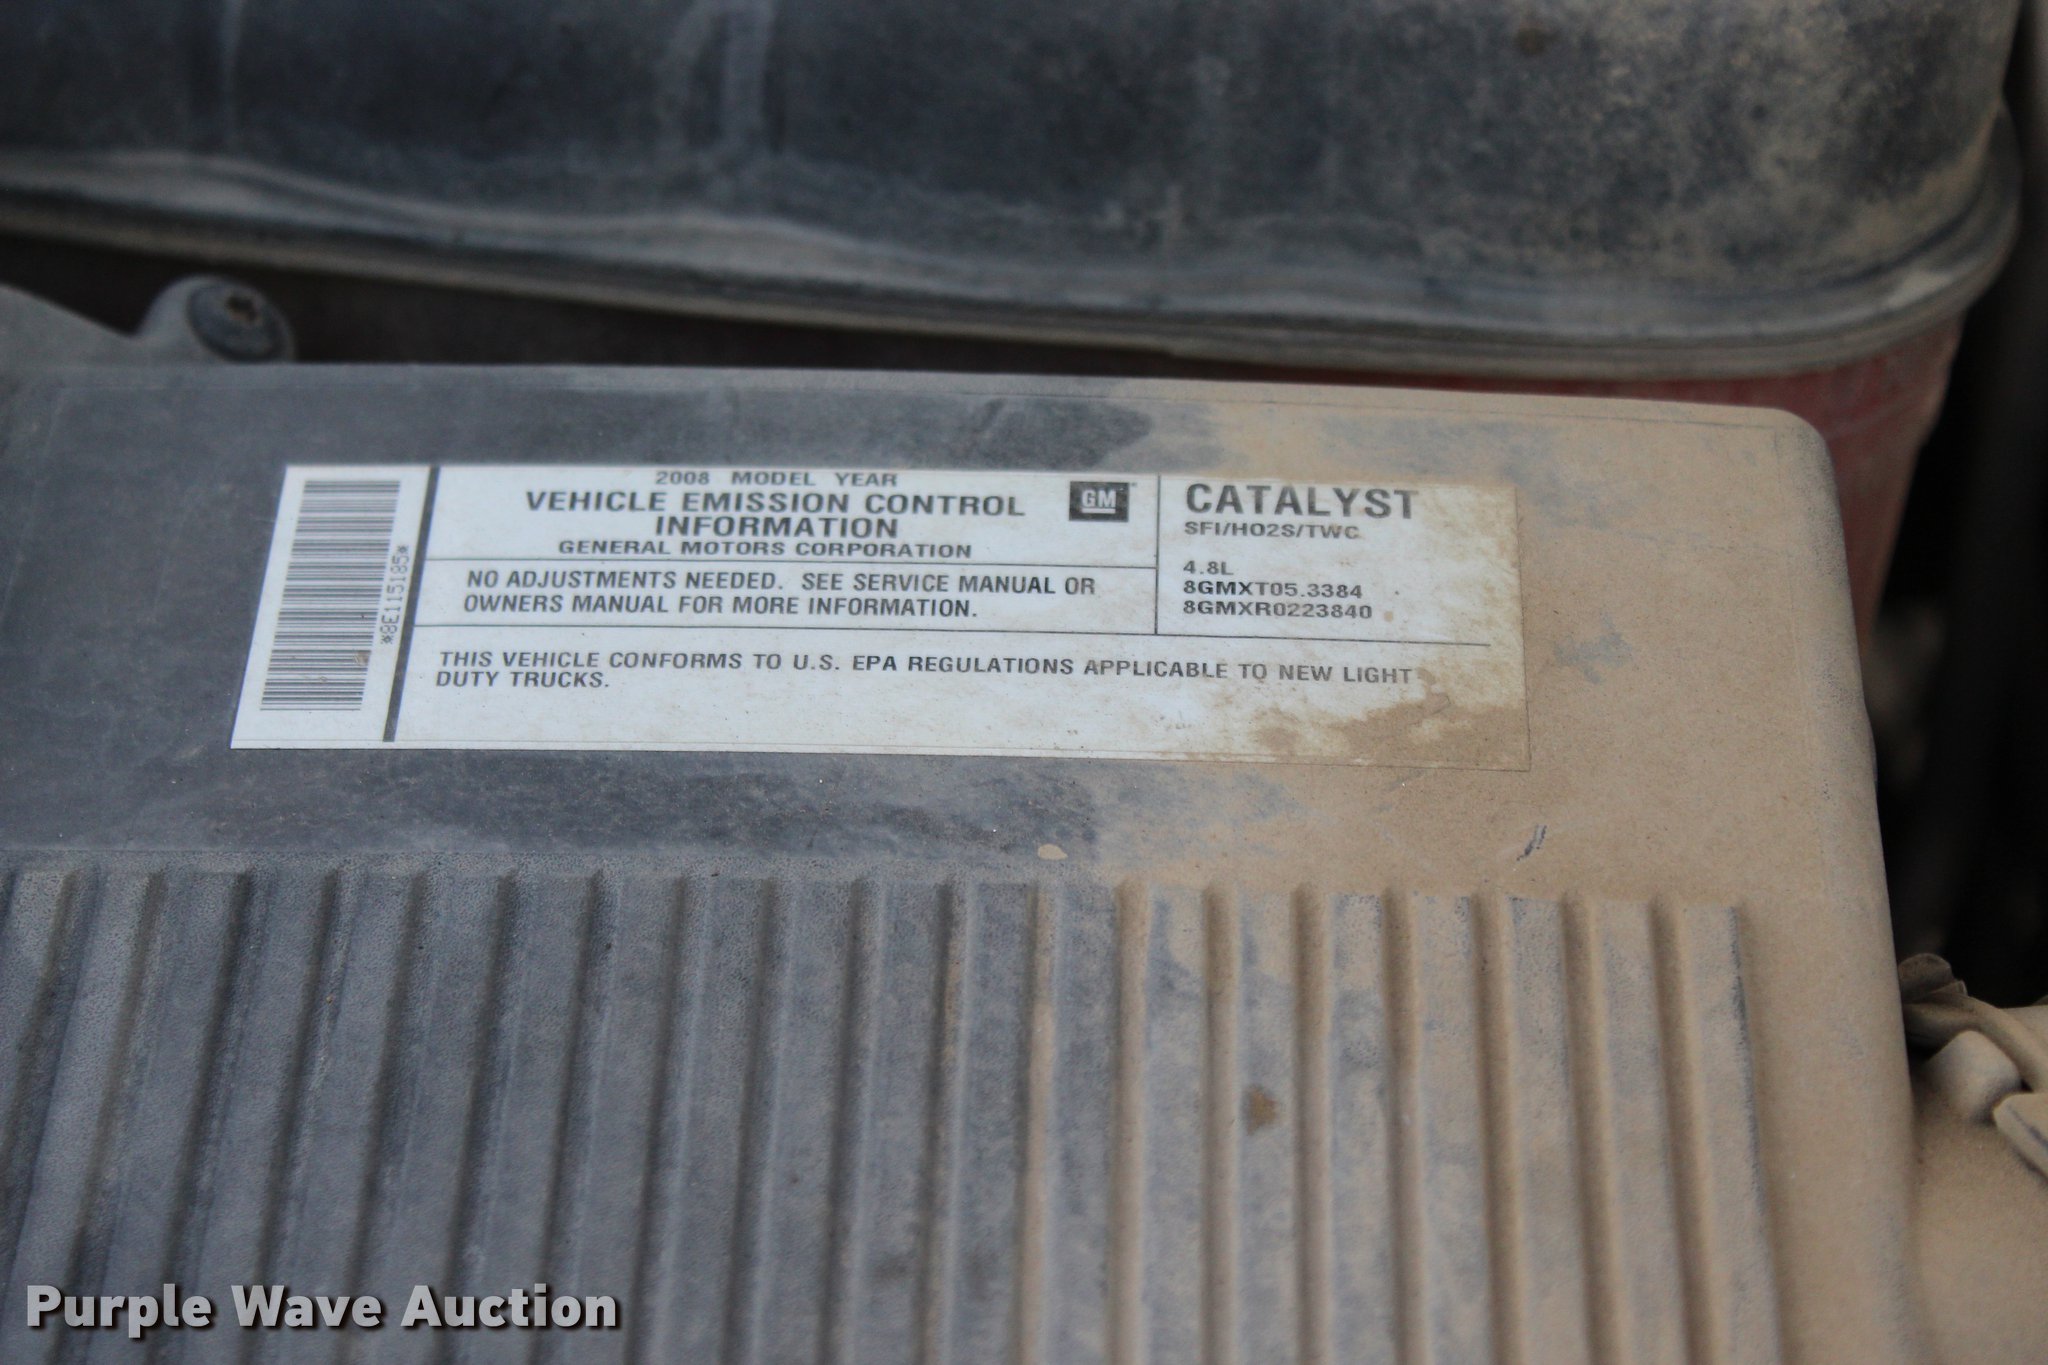 *8E115185*
2008 MODEL YEAR
VEHICLE EMISSION CONTROL
INFORMATION
GENERAL MOTORS CORPORATION
GM
NO ADJUSTMENTS NEEDED. SEE SERVICE MANUAL OR
OWNERS MANUAL FOR MORE INFORMATION.
CATALYST
SFI/HO2S/TWC
4.8L
8GMXT05.3384
8GMXR0223840
THIS VEHICLE CONFORMS TO U.S. EPA REGULATIONS APPLICABLE TO NEW LIGHT
DUTY TRUCKS.
Purple Wave Auction